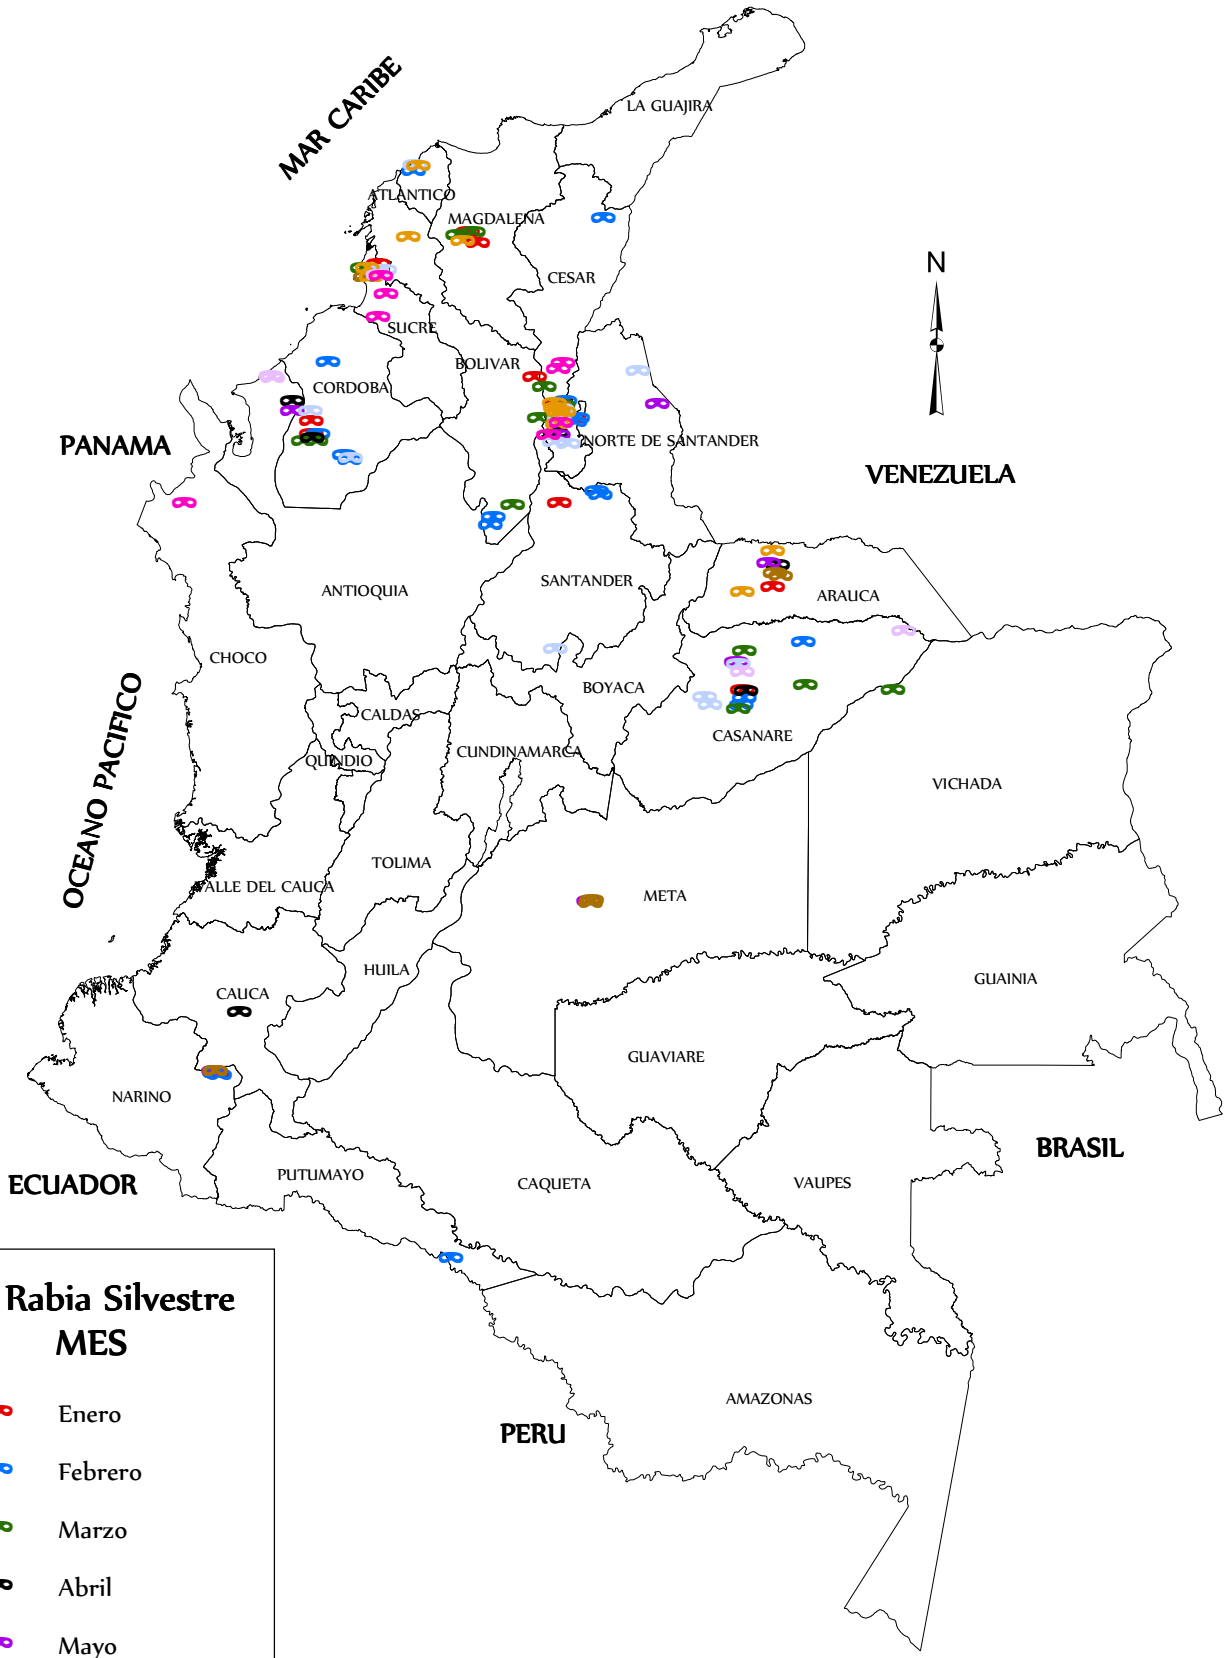 LA GUAJIRA
MAR CARIBE
ATLANTICO
MAGDALENA
N
CESAR
SUCRE
BOLIVAR
CORDOBA
PANAMA
NORTE DE SANTANDER
VENEZUELA
ANTIOQUIA
SANTANDER
ARAUCA
CHOCO
BOYACA
CALDAS
CASANARE
OCEANO PACIFICO
QUINDIO
CUNDINAMARCA
VICHADA
TOLIMA
ALLE DEL CAUCA
META
HUILA
GUAINIA
CAUCA
GUAVIARE
NARINO
BRASIL
ECUADOR
PUTUMAYO
CAQUETA
VAUPES
Rabia Silvestre
MES
AMAZONAS
Enero
PERU
Febrero
Marzo
Abril
Mayo